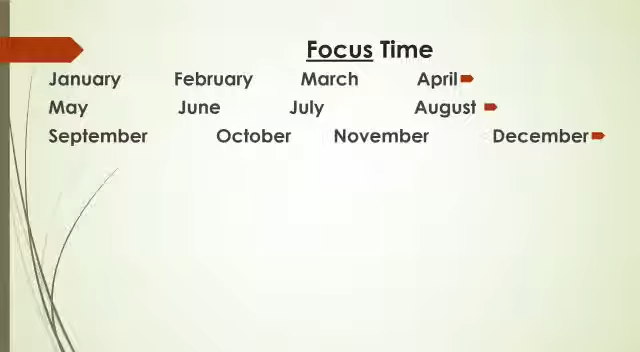 Focus Time
January February March April
May June July August
September October November December